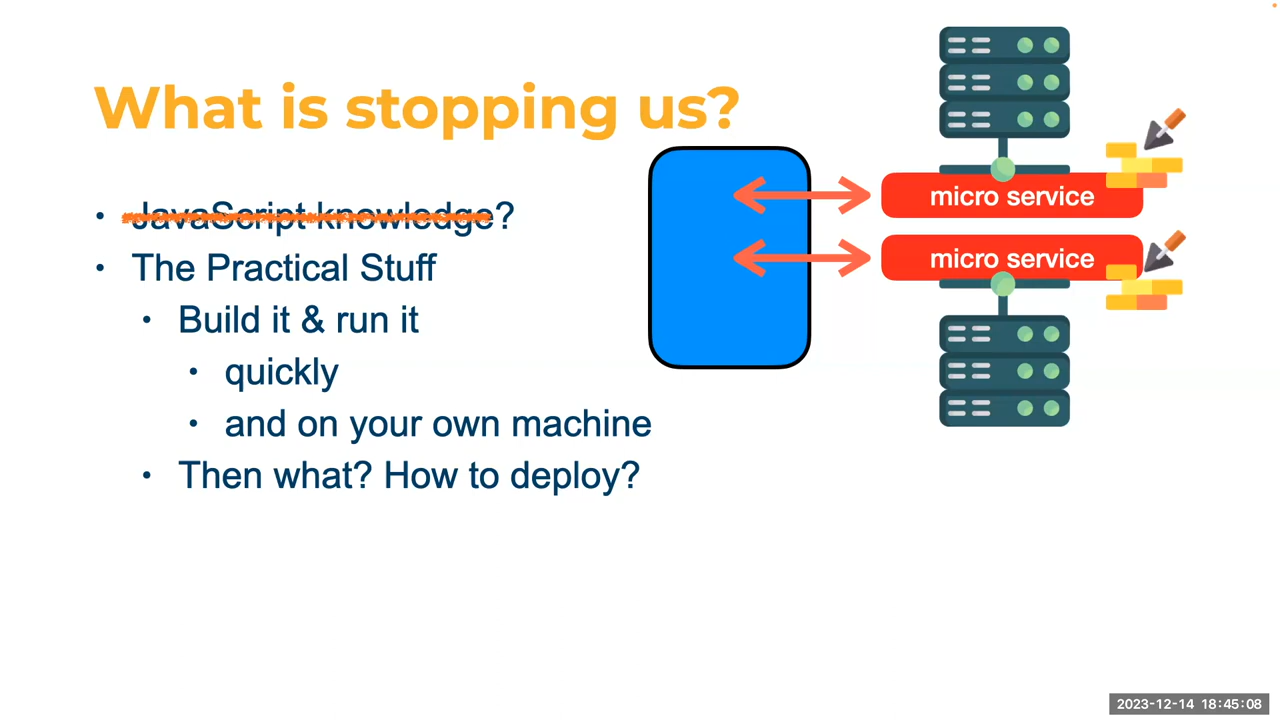 What is stopping us?
• JavaScript knowledge?
• The Practical Stuff
• Build it & run it
• quickly
• and on your own machine
• Then what? How to deploy?
micro service
micro service
2023-12-14 18:45:08